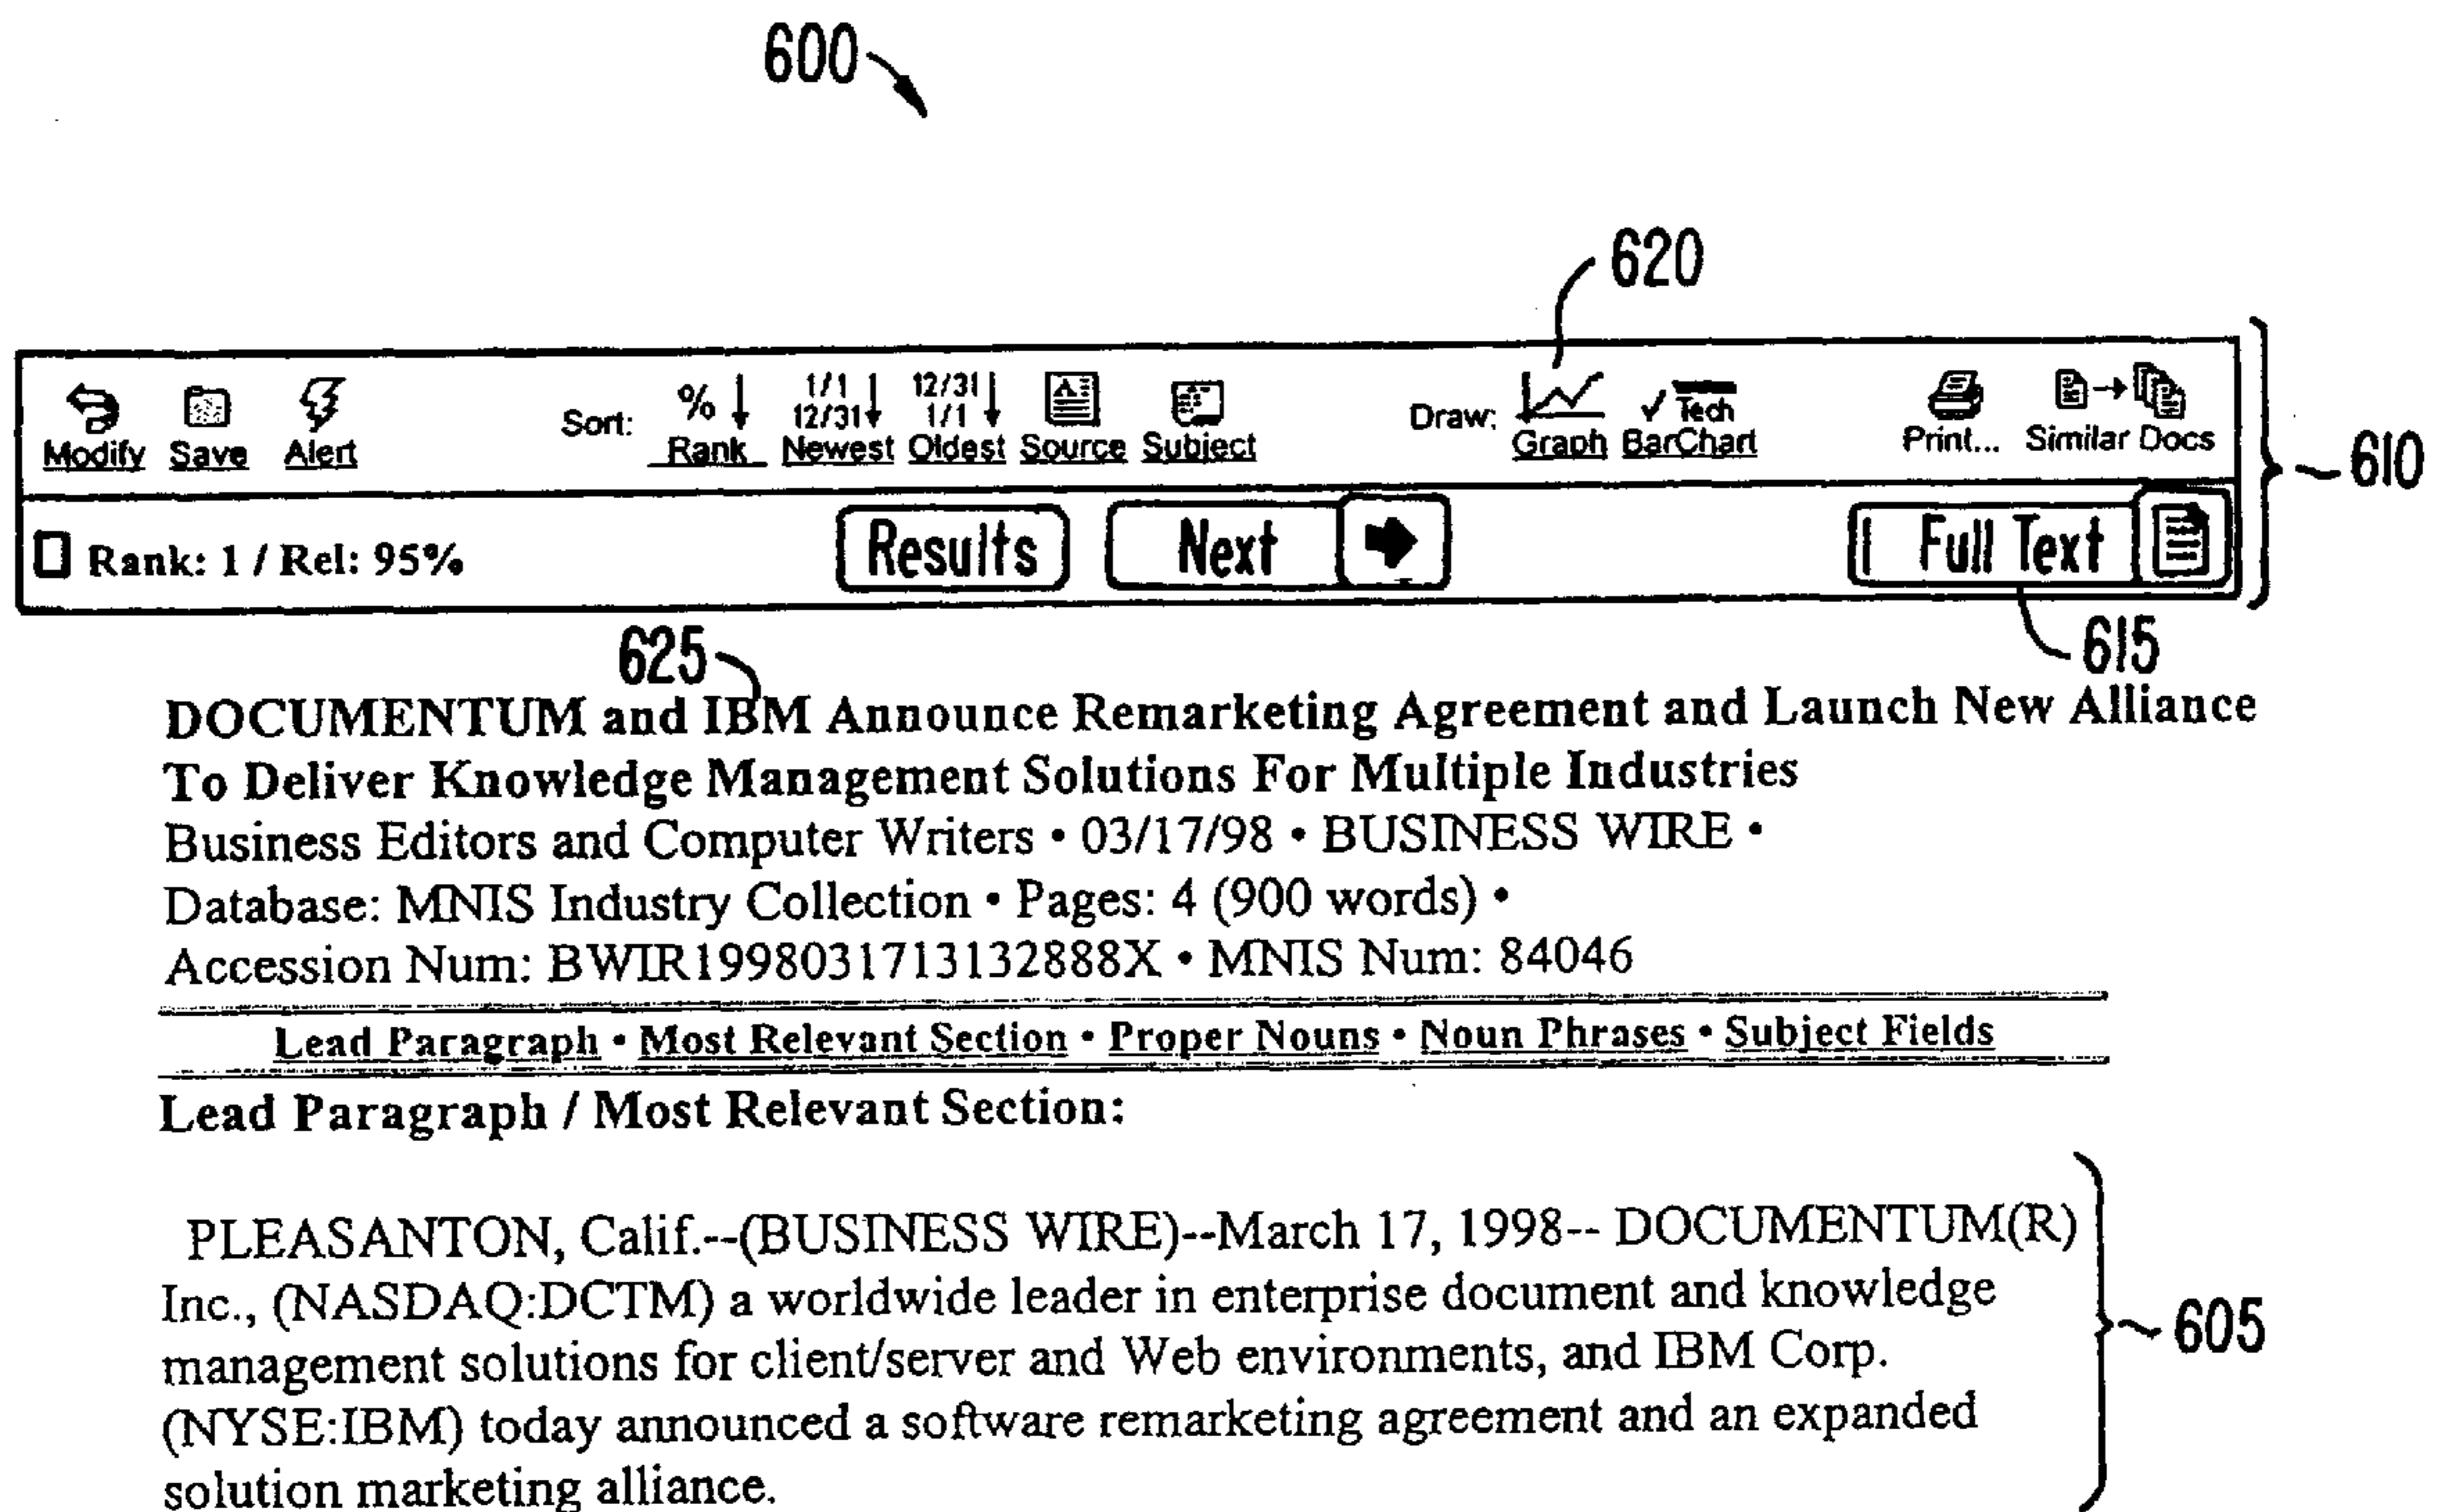 600
620
% 1/1 12/31
12/31 1/1
Sort: Draw: Tech
Modify Save Alert Rank Newest Oldest Source Subject Graph BarChart Print... Similar Docs
610
Rank: 1 / Rel: 95% Results Next Full Text
625 615
DOCUMENTUM and IBM Announce Remarketing Agreement and Launch New Alliance
To Deliver Knowledge Management Solutions For Multiple Industries
Business Editors and Computer Writers • 03/17/98 • BUSINESS WIRE •
Database: MNIS Industry Collection • Pages: 4 (900 words) •
Accession Num: BWIR1998031713132888X • MNIS Num: 84046
Lead Paragraph • Most Relevant Section • Proper Nouns • Noun Phrases • Subject Fields
Lead Paragraph / Most Relevant Section:
PLEASANTON, Calif.--(BUSINESS WIRE)--March 17, 1998-- DOCUMENTUM(R)
Inc., (NASDAQ:DCTM) a worldwide leader in enterprise document and knowledge
management solutions for client/server and Web environments, and IBM Corp.
605
(NYSE:IBM) today announced a software remarketing agreement and an expanded
solution marketing alliance.